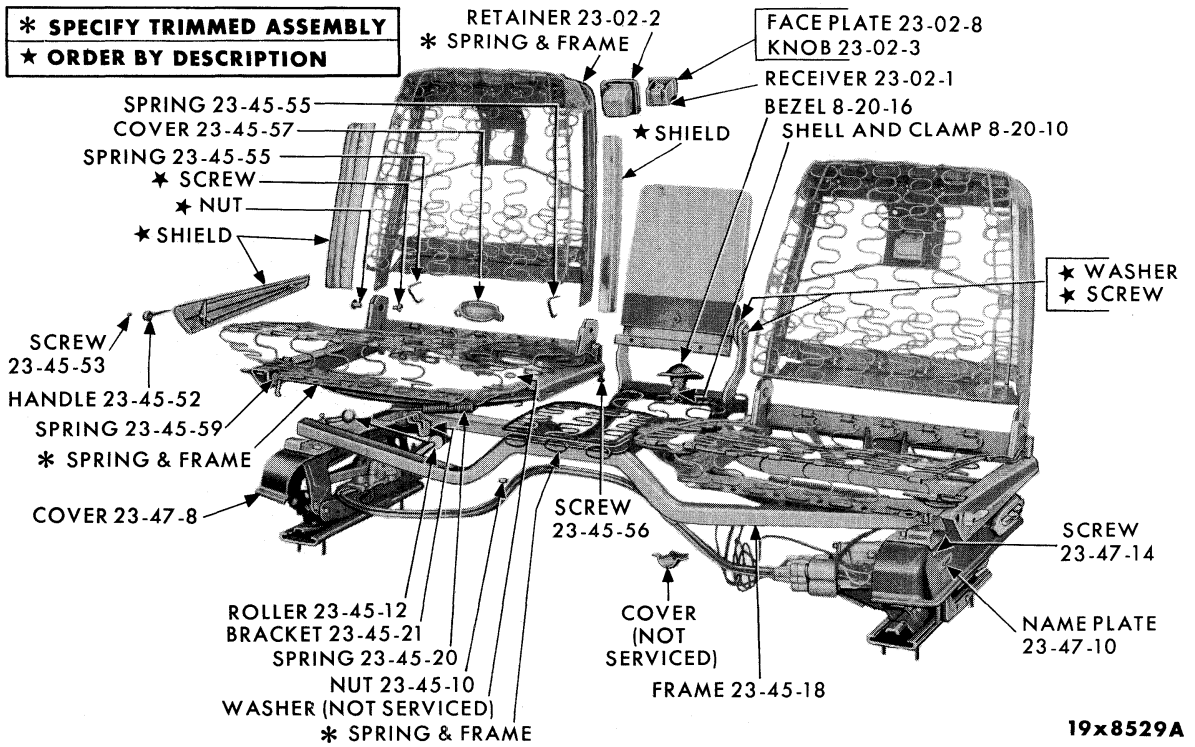 * SPECIFY TRIMMED ASSEMBLY
★ ORDER BY DESCRIPTION
RETAINER 23-02-2
* SPRING & FRAME
FACE PLATE 23-02-8
KNOB 23-02-3
RECEIVER 23-02-1
BEZEL 8-20-16
SHELL AND CLAMP 8-20-10
SPRING 23-45-55
COVER 23-45-57
SPRING 23-45-55
★ SCREW
★ NUT
★ SHIELD
★ SHIELD
★ WASHER
★ SCREW
SCREW
23-45-53
HANDLE 23-45-52
SPRING 23-45-59
* SPRING & FRAME
COVER 23-47-8
SCREW
23-45-56
SCREW
23-47-14
ROLLER 23-45-12
BRACKET 23-45-21
SPRING 23-45-20
NUT 23-45-10
WASHER (NOT SERVICED)
* SPRING & FRAME
COVER
(NOT
SERVICED)
FRAME 23-45-18
NAME PLATE
23-47-10
19x8529A